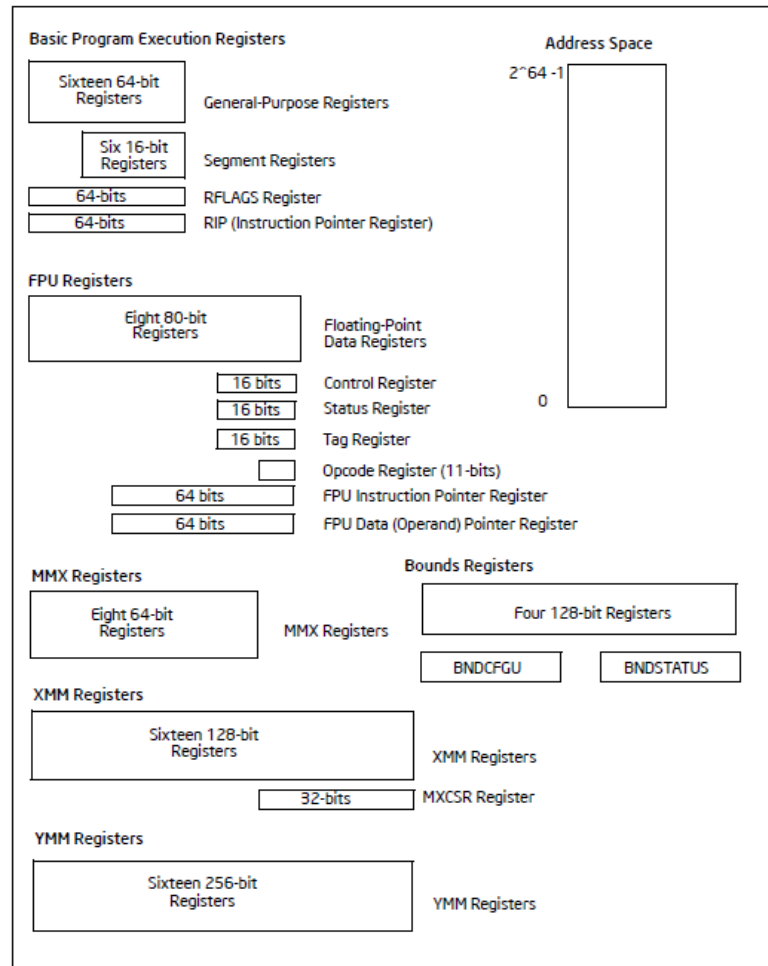 Basic Program Execution Registers
Address Space
2^64 -1
Sixteen 64-bit
Registers
General-Purpose Registers
Six 16-bit
Registers
Segment Registers
64-bits
RFLAGS Register
64-bits
RIP (Instruction Pointer Register)
FPU Registers
Eight 80-bit
Registers
Floating-Point
Data Registers
16 bits
Control Register
0
16 bits
Status Register
16 bits
Tag Register
Opcode Register (11-bits)
64 bits
FPU Instruction Pointer Register
64 bits
FPU Data (Operand) Pointer Register
MMX Registers
Bounds Registers
Eight 64-bit
Registers
MMX Registers
Four 128-bit Registers
BNDCFGU
BNDSTATUS
XMM Registers
Sixteen 128-bit
Registers
XMM Registers
32-bits
MXCSR Register
YMM Registers
Sixteen 256-bit
Registers
YMM Registers